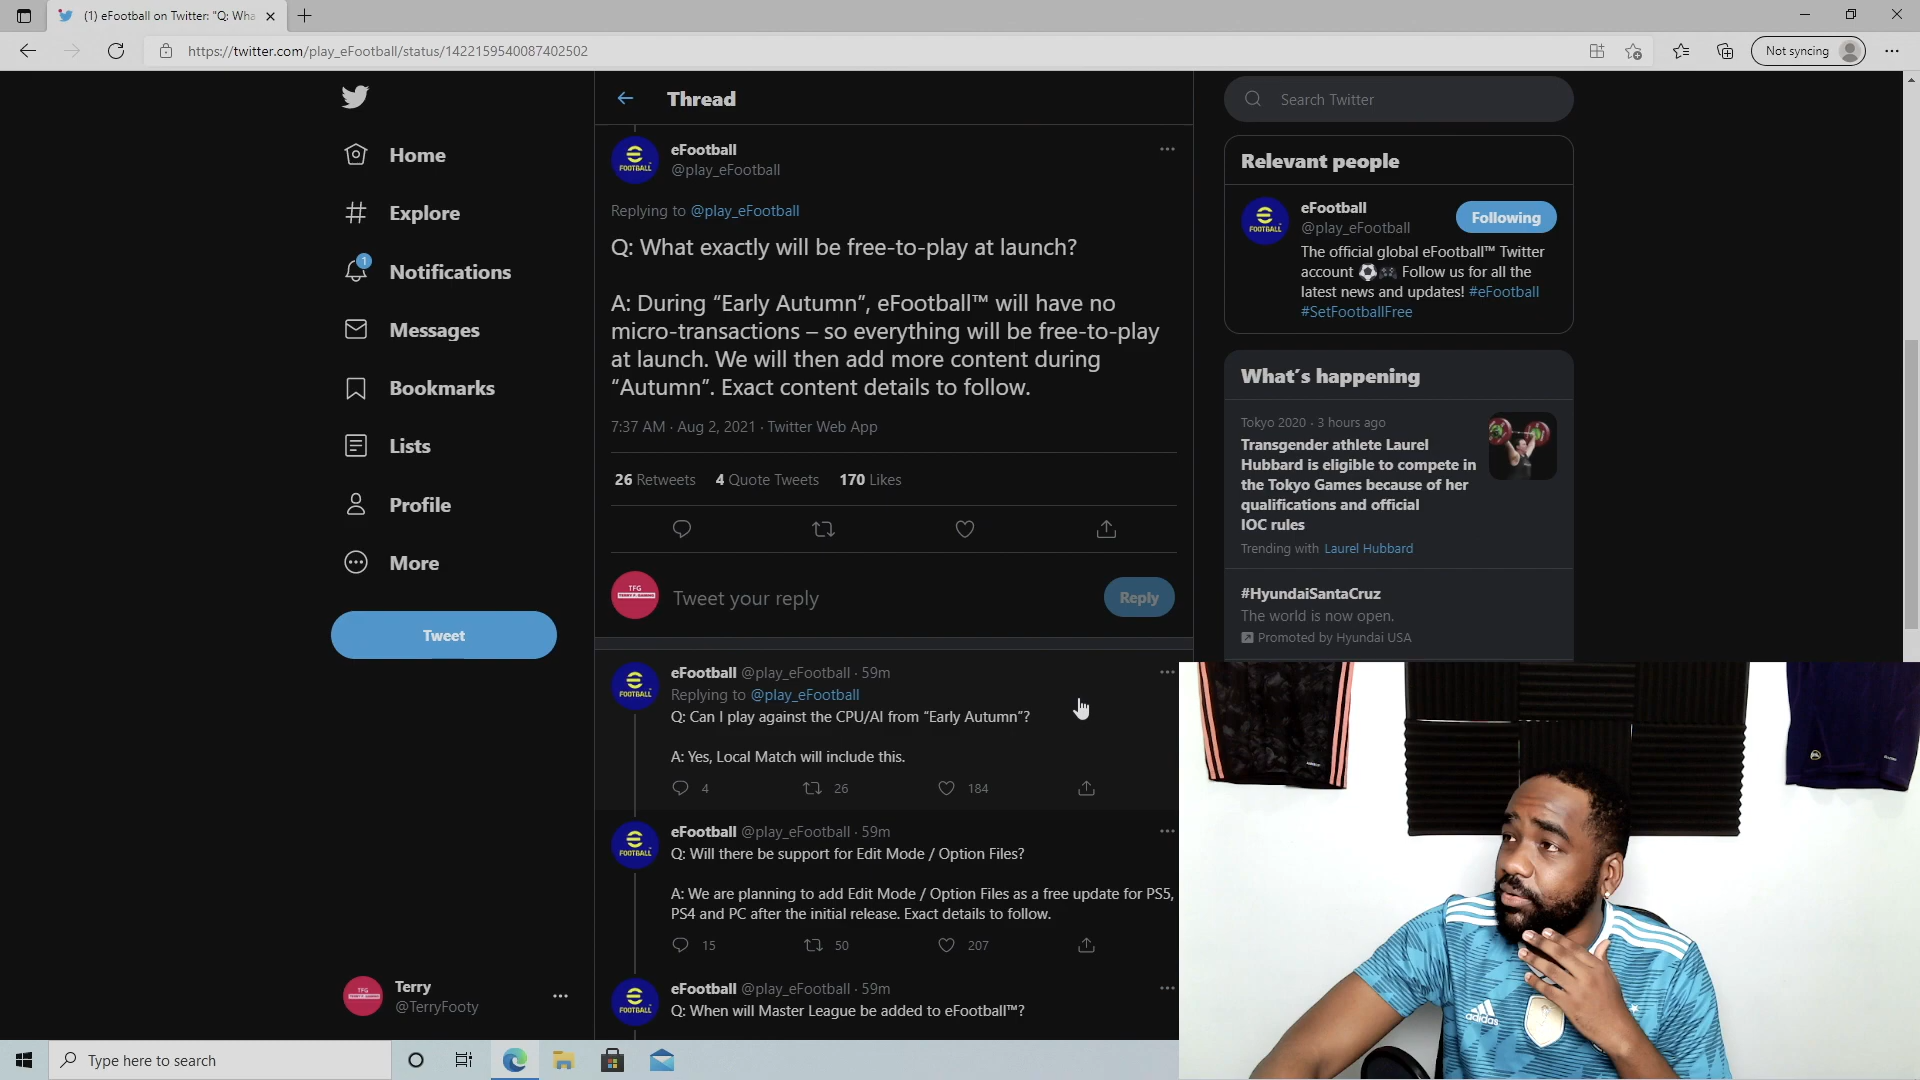 (1) eFootball on Twitter: "Q: Wha
https://twitter.com/play_eFootball/status/1422159540087402502
Not syncing
Home
Explore
1
Notifications
Messages
Bookmarks
Lists
Profile
More
Tweet
Terry
@TerryFooty
Thread
eFootball
@play_eFootball
Replying to @play_eFootball
Q: What exactly will be free-to-play at launch?
A: During “Early Autumn”, eFootball™ will have no
micro-transactions – so everything will be free-to-play
at launch. We will then add more content during
“Autumn”. Exact content details to follow.
7:37 AM · Aug 2, 2021 · Twitter Web App
26 Retweets 4 Quote Tweets 170 Likes
Tweet your reply
Reply
eFootball @play_eFootball · 59m
Replying to @play_eFootball
Q: Can I play against the CPU/AI from “Early Autumn”?
A: Yes, Local Match will include this.
4 26 184
eFootball @play_eFootball · 59m
Q: Will there be support for Edit Mode / Option Files?
A: We are planning to add Edit Mode / Option Files as a free update for PS5,
PS4 and PC after the initial release. Exact details to follow.
15 50 207
eFootball @play_eFootball · 59m
Q: When will Master League be added to eFootball™?
Search Twitter
Relevant people
eFootball
@play_eFootball
Following
The official global eFootball™ Twitter
account Follow us for all the
latest news and updates! #eFootball
#SetFootballFree
What's happening
Tokyo 2020 · 3 hours ago
Transgender athlete Laurel
Hubbard is eligible to compete in
the Tokyo Games because of her
qualifications and official
IOC rules
Trending with Laurel Hubbard
#HyundaiSantaCruz
The world is now open.
Promoted by Hyundai USA
adidas
Type here to search